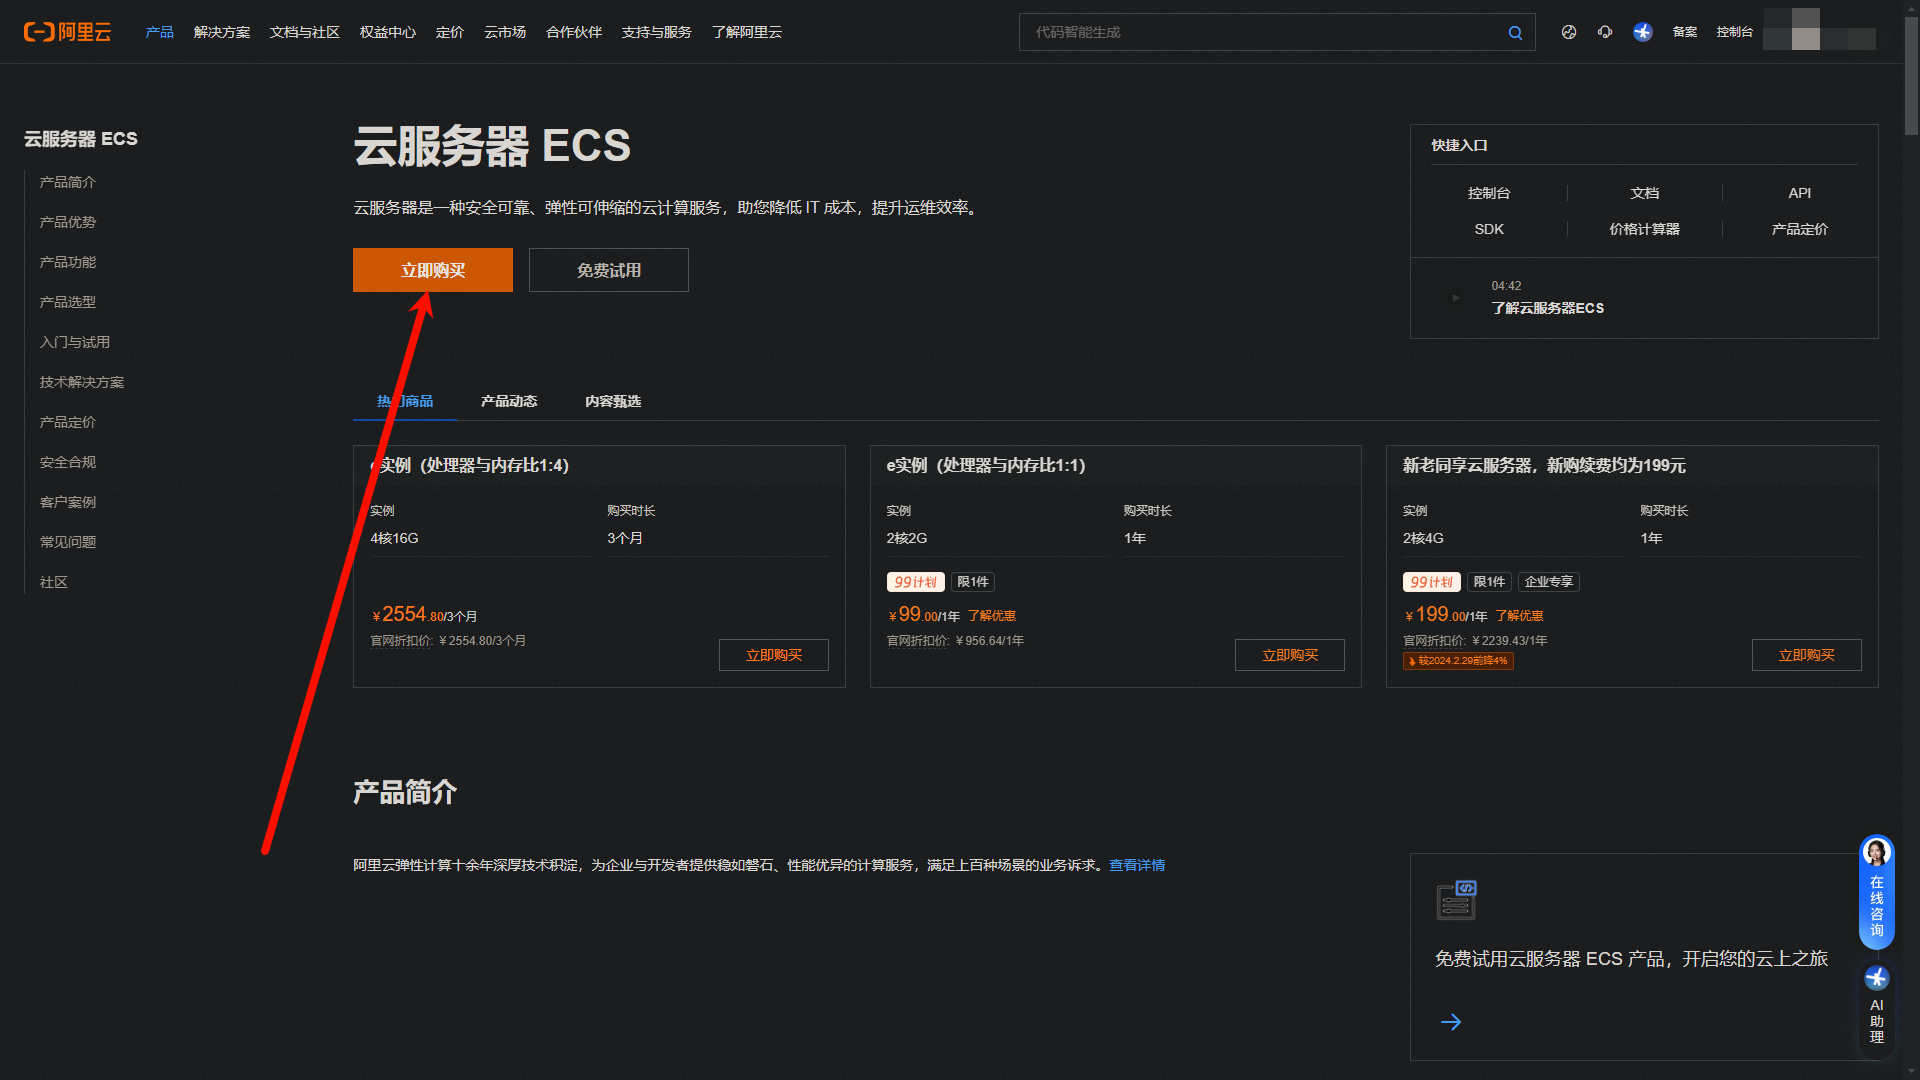 阿里云
产品 解决方案 文档与社区 权益中心 定价 云市场 合作伙伴 支持与服务 了解阿里云
代码智能生成
备案 控制台
云服务器 ECS
产品简介
产品优势
产品功能
产品选型
入门与试用
技术解决方案
产品定价
安全合规
客户案例
常见问题
社区
云服务器 ECS
云服务器是一种安全可靠、弹性可伸缩的云计算服务，助您降低 IT 成本，提升运维效率。
立即购买 免费试用
快捷入口
控制台 文档 API
SDK 价格计算器 产品定价
04:42
了解云服务器ECS
热门商品 产品动态 内容甄选
e实例（处理器与内存比1:4）
实例 购买时长
4核16G 3个月
¥2554.80/3个月
官网折扣价: ¥2554.80/3个月
立即购买
e实例（处理器与内存比1:1）
实例 购买时长
2核2G 1年
99计划 限1件
¥99.00/1年 了解优惠
官网折扣价: ¥956.64/1年
立即购买
新老同享云服务器，新购续费均为199元
实例 购买时长
2核4G 1年
99计划 限1件 企业专享
¥199.00/1年 了解优惠
官网折扣价: ¥2239.43/1年
较2024.2.29前降4%
立即购买
产品简介
阿里云弹性计算十余年深厚技术积淀，为企业与开发者提供稳如磐石、性能优异的计算服务，满足上百种场景的业务诉求。查看详情
免费试用云服务器 ECS 产品，开启您的云上之旅
在线咨询
AI助理